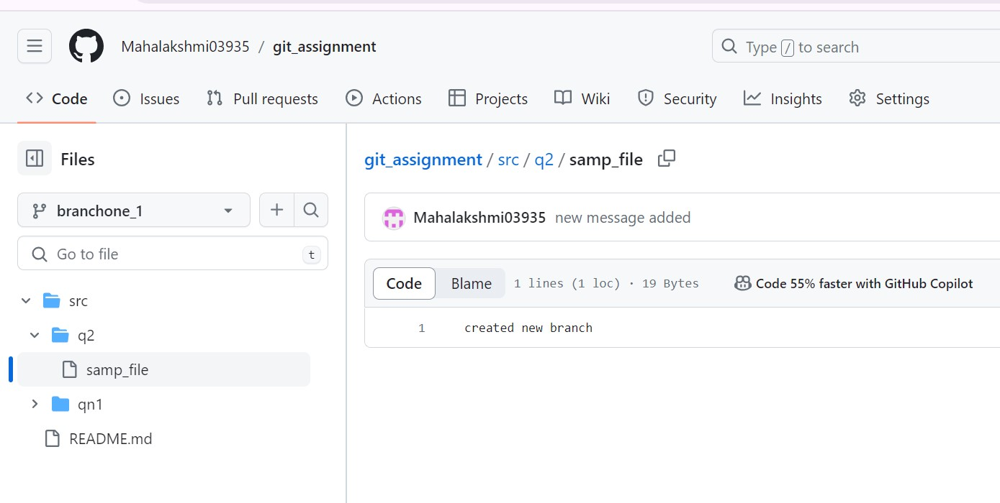 Mahalakshmi03935 / git_assignment
Type / to search
Code Issues Pull requests Actions Projects Wiki Security Insights Settings
Files
branchone_1
Go to file t
src
q2
samp_file
qn1
README.md
git_assignment / src / q2 / samp_file
Mahalakshmi03935 new message added
Code Blame 1 lines (1 loc) · 19 Bytes Code 55% faster with GitHub Copilot
1 created new branch